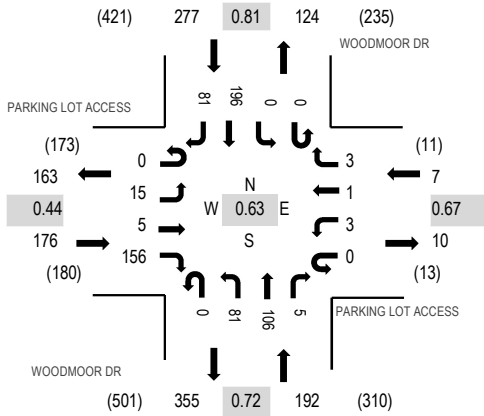 (421) 277 0.81 124 (235)
WOODMOOR DR
81 196 0 0
PARKING LOT ACCESS
(173) 0 3 (11)
163 15 N 1 7
0.44 W 0.63 E 0.67
176 5 S 3 10
(180) 156 0 (13)
0 81 106 5
PARKING LOT ACCESS
WOODMOOR DR
(501) 355 0.72 192 (310)